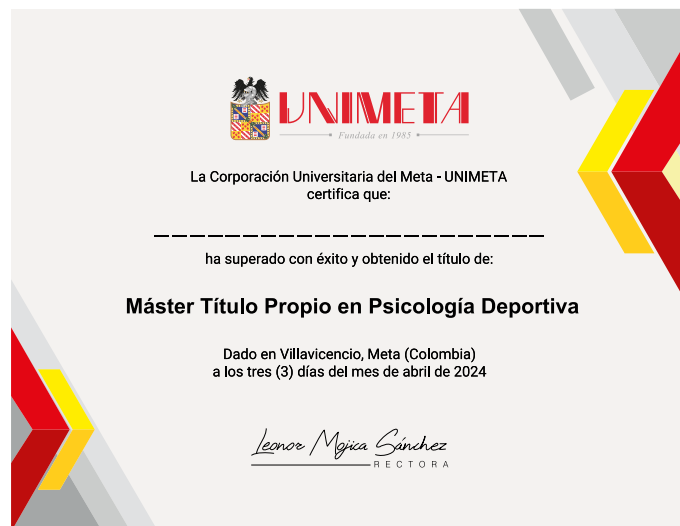 UNIMETA
Fundada en 1985
La Corporación Universitaria del Meta - UNIMETA
certifica que:
ha superado con éxito y obtenido el título de:
Máster Título Propio en Psicología Deportiva
Dado en Villavicencio, Meta (Colombia)
a los tres (3) días del mes de abril de 2024
Leonor Mojica Sánchez
RECTORA